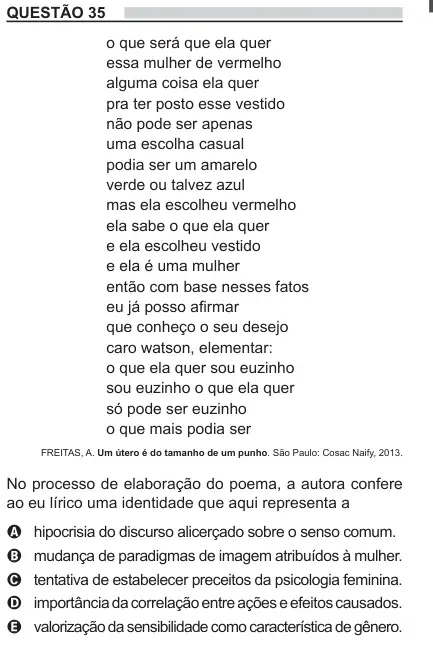 QUESTÃO 35
o que será que ela quer
essa mulher de vermelho
alguma coisa ela quer
pra ter posto esse vestido
não pode ser apenas
uma escolha casual
podia ser um amarelo
verde ou talvez azul
mas ela escolheu vermelho
ela sabe o que ela quer
e ela escolheu vestido
e ela é uma mulher
então com base nesses fatos
eu já posso afirmar
que conheço o seu desejo
caro watson, elementar:
o que ela quer sou euzinho
sou euzinho o que ela quer
só pode ser euzinho
o que mais podia ser
FREITAS, A. Um útero é do tamanho de um punho. São Paulo: Cosac Naify, 2013.
No processo de elaboração do poema, a autora confere
ao eu lírico uma identidade que aqui representa a
A hipocrisia do discurso alicerçado sobre o senso comum.
B mudança de paradigmas de imagem atribuídos à mulher.
C tentativa de estabelecer preceitos da psicologia feminina.
D importância da correlação entre ações e efeitos causados.
E valorização da sensibilidade como característica de gênero.